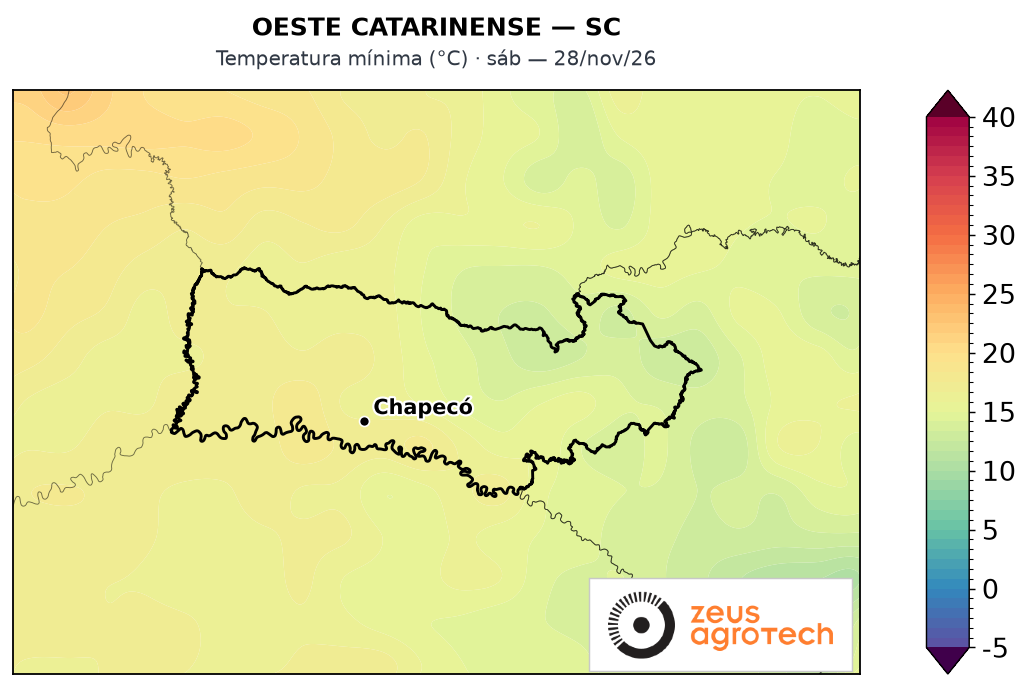 OESTE CATARINENSE — SC
Temperatura mínima (°C) · sáb — 28/nov/26
Chapecó
40
35
30
25
20
15
10
5
0
-5
zeus
agrotech